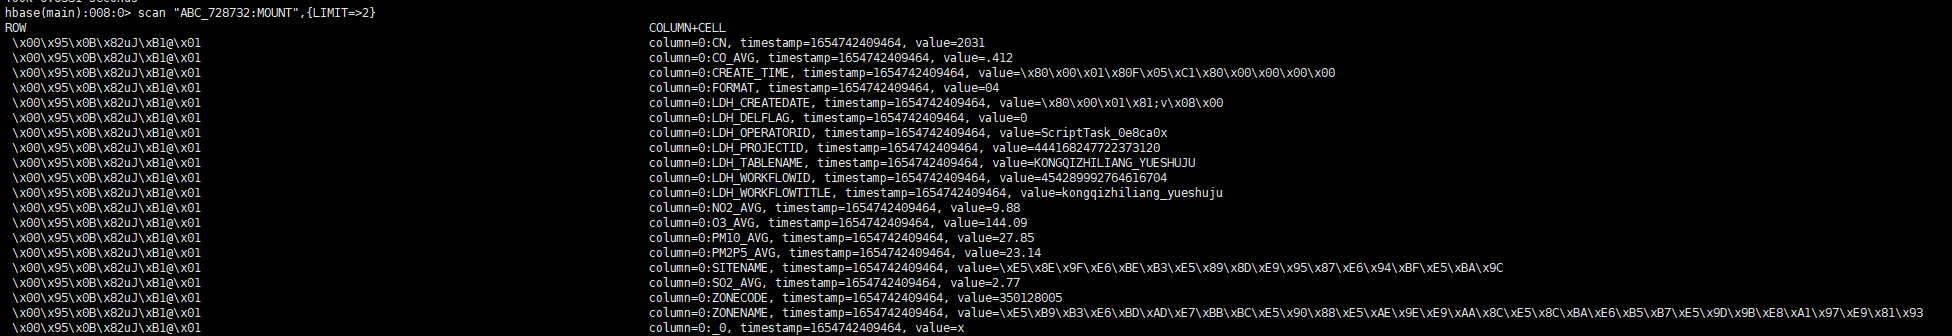 hbase(main):008:0> scan "ABC_728732:MOUNT",{LIMIT=>2}
ROW COLUMN+CELL
\x00\x95\x0B\x82uJ\xB1@\x01 column=0:CN, timestamp=1654742409464, value=2031
\x00\x95\x0B\x82uJ\xB1@\x01 column=0:CO_AVG, timestamp=1654742409464, value=.412
\x00\x95\x0B\x82uJ\xB1@\x01 column=0:CREATE_TIME, timestamp=1654742409464, value=\x80\x00\x01\x80F\x05\xC1\x80\x00\x00\x00\x00
\x00\x95\x0B\x82uJ\xB1@\x01 column=0:FORMAT, timestamp=1654742409464, value=04
\x00\x95\x0B\x82uJ\xB1@\x01 column=0:LDH_CREATEDATE, timestamp=1654742409464, value=\x80\x00\x01\x81;v\x08\x00
\x00\x95\x0B\x82uJ\xB1@\x01 column=0:LDH_DELFLAG, timestamp=1654742409464, value=0
\x00\x95\x0B\x82uJ\xB1@\x01 column=0:LDH_OPERATORID, timestamp=1654742409464, value=ScriptTask_0e8ca0x
\x00\x95\x0B\x82uJ\xB1@\x01 column=0:LDH_PROJECTID, timestamp=1654742409464, value=444168247722373120
\x00\x95\x0B\x82uJ\xB1@\x01 column=0:LDH_TABLENAME, timestamp=1654742409464, value=KONGQIZHILIANG_YUESHUJU
\x00\x95\x0B\x82uJ\xB1@\x01 column=0:LDH_WORKFLOWID, timestamp=1654742409464, value=454289992764616704
\x00\x95\x0B\x82uJ\xB1@\x01 column=0:LDH_WORKFLOWTITLE, timestamp=1654742409464, value=kongqizhiliang_yueshuju
\x00\x95\x0B\x82uJ\xB1@\x01 column=0:NO2_AVG, timestamp=1654742409464, value=9.88
\x00\x95\x0B\x82uJ\xB1@\x01 column=0:O3_AVG, timestamp=1654742409464, value=144.09
\x00\x95\x0B\x82uJ\xB1@\x01 column=0:PM10_AVG, timestamp=1654742409464, value=27.85
\x00\x95\x0B\x82uJ\xB1@\x01 column=0:PM2P5_AVG, timestamp=1654742409464, value=23.14
\x00\x95\x0B\x82uJ\xB1@\x01 column=0:SITENAME, timestamp=1654742409464, value=\xE5\x8E\x9F\xE6\xBE\xB3\xE5\x89\x8D\xE9\x95\x87\xE6\x94\xBF\xE5\xBA\x9C
\x00\x95\x0B\x82uJ\xB1@\x01 column=0:SO2_AVG, timestamp=1654742409464, value=2.77
\x00\x95\x0B\x82uJ\xB1@\x01 column=0:ZONECODE, timestamp=1654742409464, value=350128005
\x00\x95\x0B\x82uJ\xB1@\x01 column=0:ZONENAME, timestamp=1654742409464, value=\xE5\xB9\xB3\xE6\xBD\xAD\xE7\xBB\xBC\xE5\x90\x88\xE5\xAE\x9E\xE9\xAA\x8C\xE5\x8C\xBA\xE6\xB5\xB7\xE5\x9D\x9B\xE8\xA1\x97\xE9\x81\x93
\x00\x95\x0B\x82uJ\xB1@\x01 column=0:_0, timestamp=1654742409464, value=x